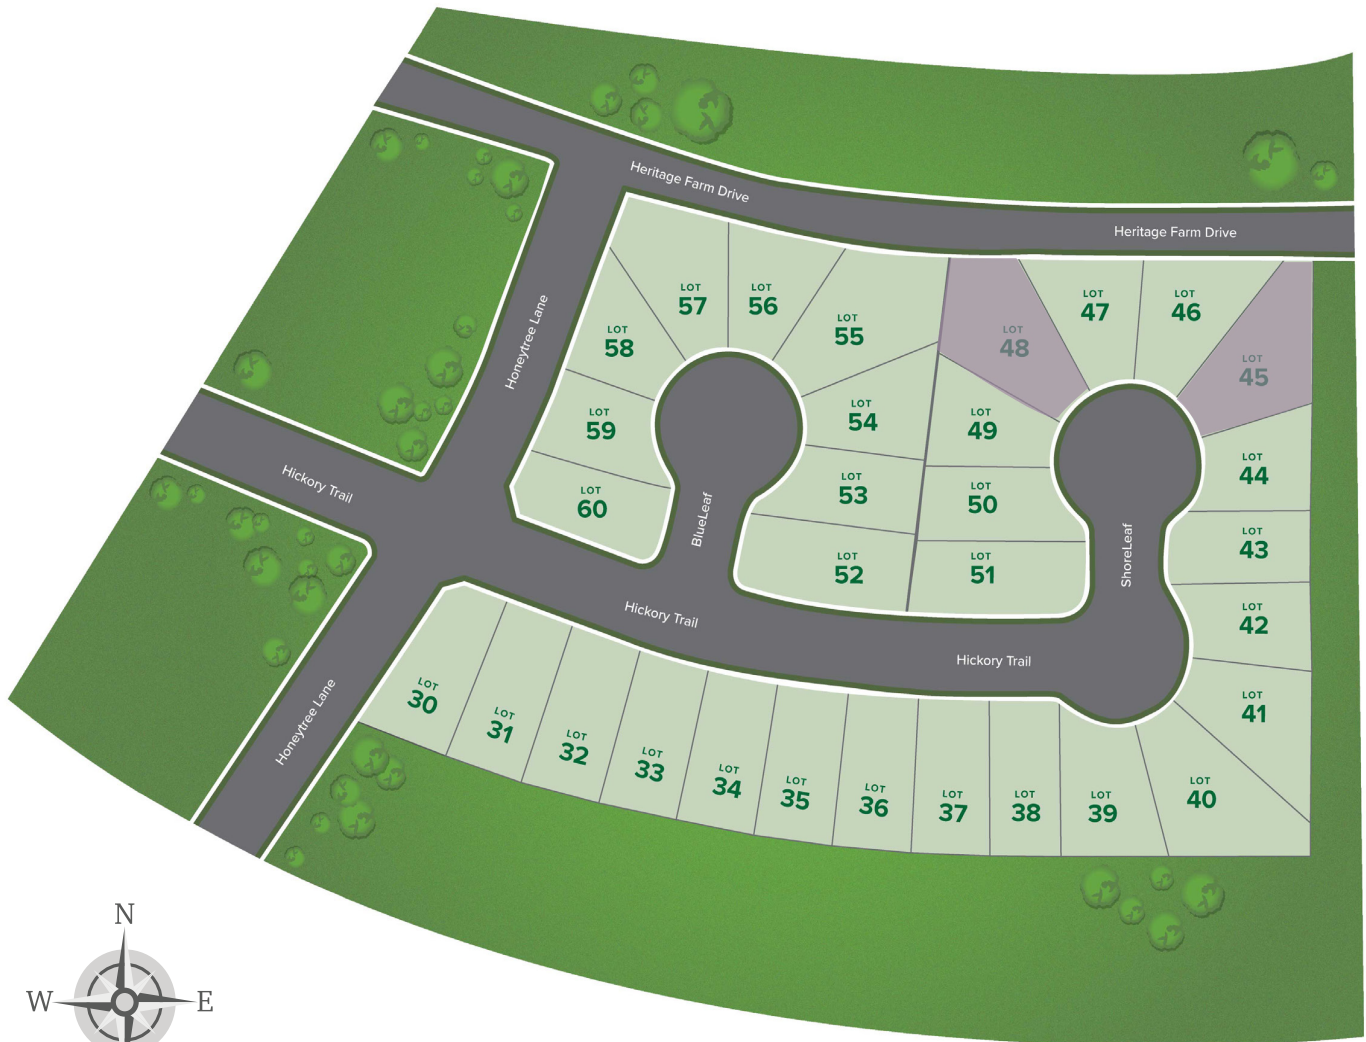 Heritage Farm Drive
Heritage Farm Drive
Honeytree Lane
LOT
57
LOT
56
LOT
55
LOT
58
LOT
48
LOT
47
LOT
46
LOT
45
LOT
59
LOT
54
LOT
49
LOT
44
LOT
60
LOT
53
LOT
50
LOT
43
Hickory Trail
BlueLeaf
ShoreLeaf
LOT
52
LOT
51
LOT
42
Hickory Trail
Hickory Trail
Honeytree Lane
LOT
30
LOT
31
LOT
32
LOT
33
LOT
34
LOT
35
LOT
36
LOT
37
LOT
38
LOT
39
LOT
40
LOT
41
N
W
E